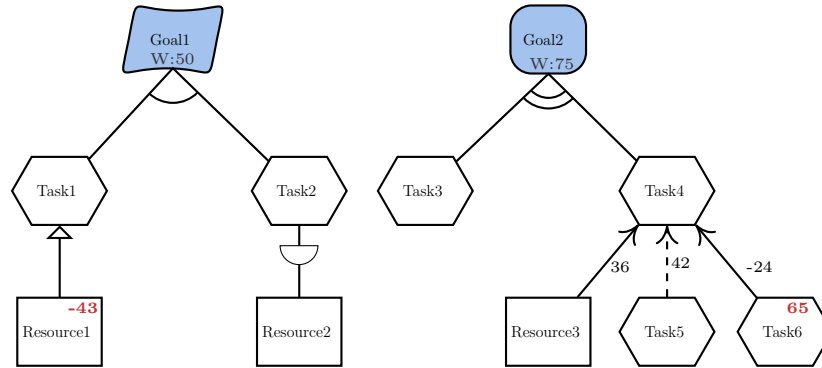 Goal1
W:50
Goal2
W:75
Task1
Task2
Task3
Task4
36
42
-24
-43
Resource1
Resource2
Resource3
Task5
65
Task6